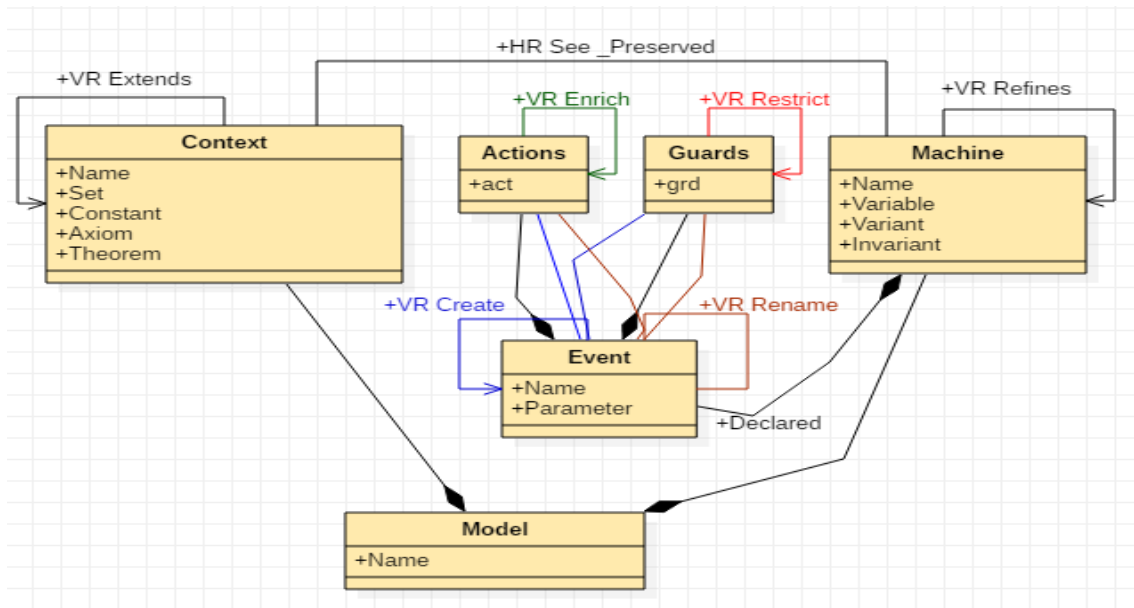 +HR See _Preserved
+VR Extends
+VR Enrich
+VR Restrict
+VR Refines
Context
+Name
+Set
+Constant
+Axiom
+Theorem
Actions
+act
Guards
+grd
Machine
+Name
+Variable
+Variant
+Invariant
+VR Create
+VR Rename
Event
+Name
+Parameter
+Declared
Model
+Name